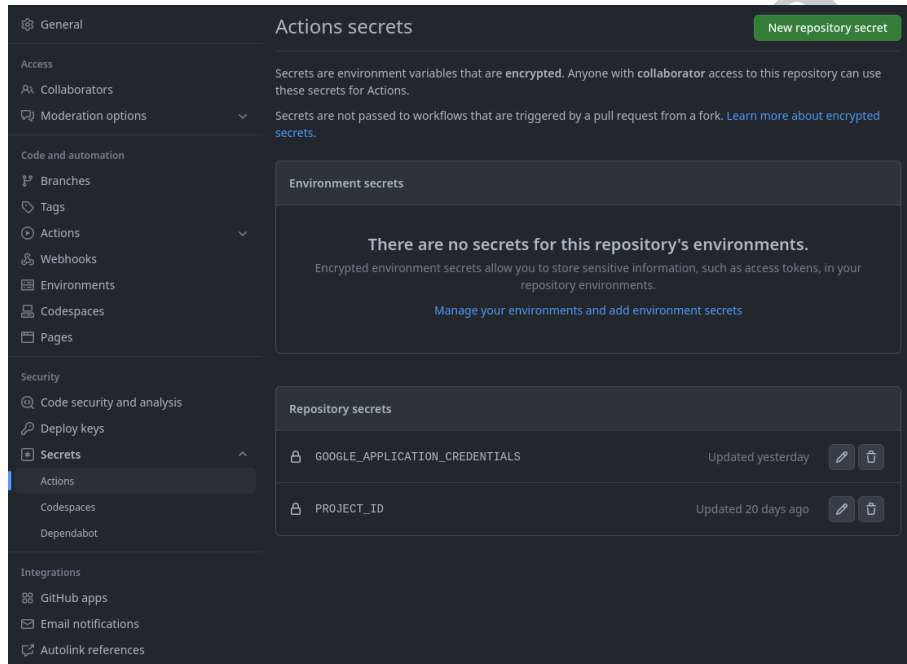 General
Access
Collaborators
Moderation options
Code and automation
Branches
Tags
Actions
Webhooks
Environments
Codespaces
Pages
Security
Code security and analysis
Deploy keys
Secrets
Actions
Codespaces
Dependabot
Integrations
GitHub apps
Email notifications
Autolink references
Actions secrets
New repository secret
Secrets are environment variables that are encrypted. Anyone with collaborator access to this repository can use
these secrets for Actions.
Secrets are not passed to workflows that are triggered by a pull request from a fork. Learn more about encrypted
secrets.
Environment secrets
There are no secrets for this repository's environments.
Encrypted environment secrets allow you to store sensitive information, such as access tokens, in your
repository environments.
Manage your environments and add environment secrets
Repository secrets
GOOGLE_APPLICATION_CREDENTIALS Updated yesterday
PROJECT_ID Updated 20 days ago